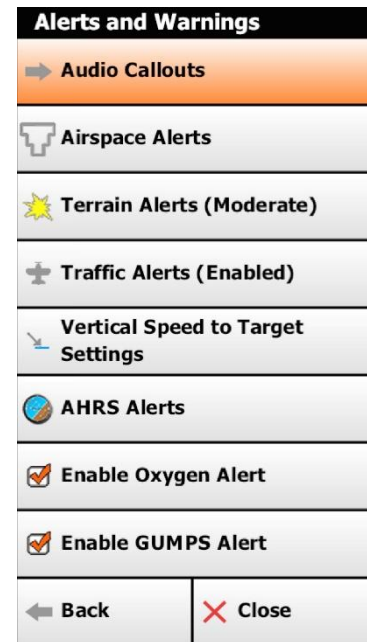 Alerts and Warnings
Audio Callouts
Airspace Alerts
Terrain Alerts (Moderate)
Traffic Alerts (Enabled)
Vertical Speed to Target
Settings
AHRS Alerts
Enable Oxygen Alert
Enable GUMPS Alert
Back
Close